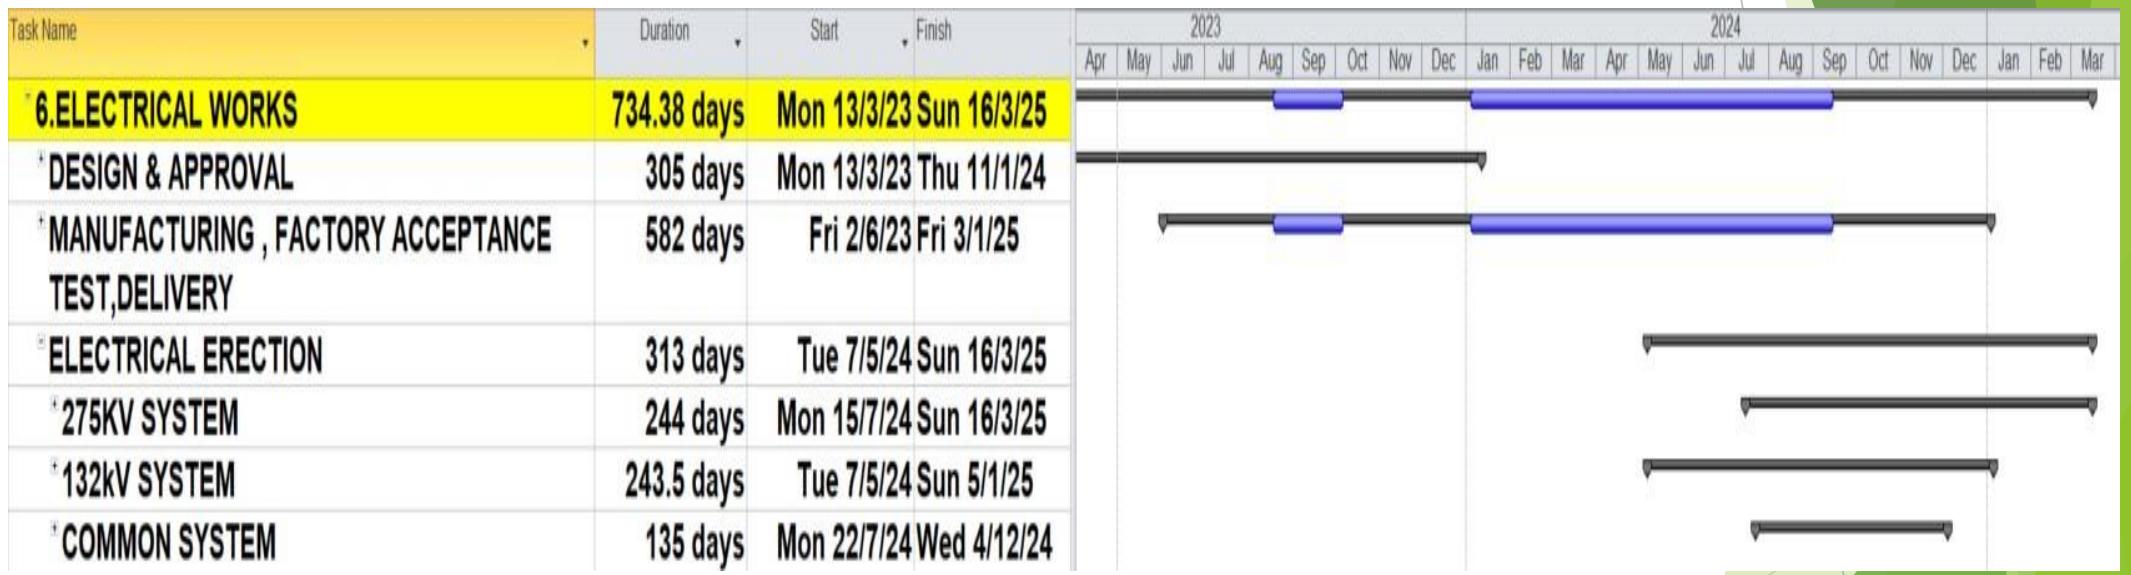 Task Name Duration Start Finish 2023 2024
Apr May Jun Jul Aug Sep Oct Nov Dec Jan Feb Mar Apr May Jun Jul Aug Sep Oct Nov Dec Jan Feb Mar
6.ELECTRICAL WORKS 734.38 days Mon 13/3/23 Sun 16/3/25
DESIGN & APPROVAL 305 days Mon 13/3/23 Thu 11/1/24
MANUFACTURING , FACTORY ACCEPTANCE 582 days Fri 2/6/23 Fri 3/1/25
TEST,DELIVERY
ELECTRICAL ERECTION 313 days Tue 7/5/24 Sun 16/3/25
275KV SYSTEM 244 days Mon 15/7/24 Sun 16/3/25
132kV SYSTEM 243.5 days Tue 7/5/24 Sun 5/1/25
COMMON SYSTEM 135 days Mon 22/7/24 Wed 4/12/24